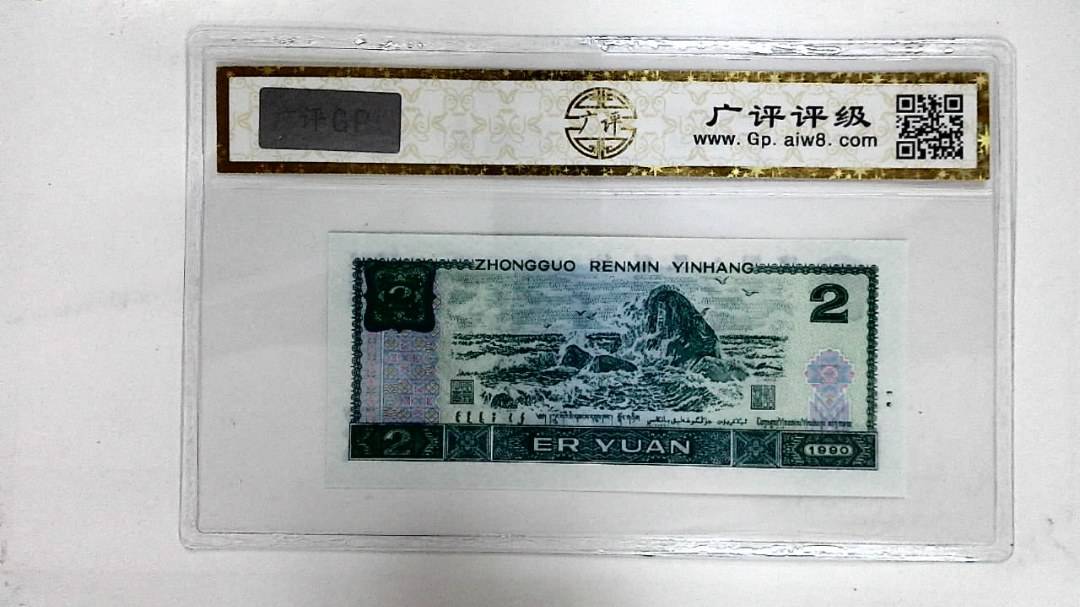 广评GP
广评
广评评级
www.Gp.aiw8.com
ZHONGGUO RENMIN YINHANG
2
2
ER YUAN
1990